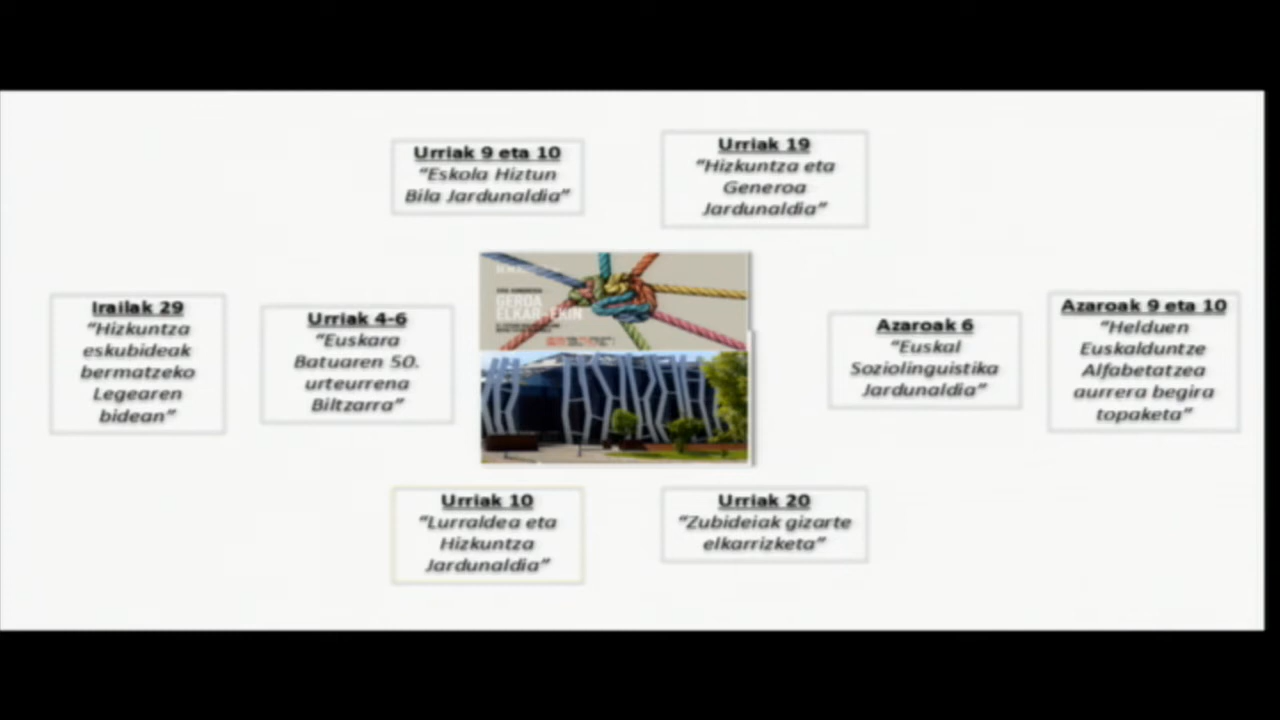 Urriak 9 eta 10
“Eskola Hiztun
Bila Jardunaldia”
Urriak 19
“Hizkuntza eta
Generoa
Jardunaldia”
Irailak 29
“Hizkuntza
eskubideak
bermatzeko
Legearen
bidean”
Urriak 4-6
“Euskara
Batuaren 50.
urteurrena
Biltzarra”
GEROA
ELKAR-EKIN
Azaroak 6
“Euskal
Soziolinguistika
Jardunaldia”
Azaroak 9 eta 10
“Helduen
Euskalduntze
Alfabetatzea
aurrera begira
topaketa”
Urriak 10
“Lurraldea eta
Hizkuntza
Jardunaldia”
Urriak 20
“Zubideiak gizarte
elkarrizketa”